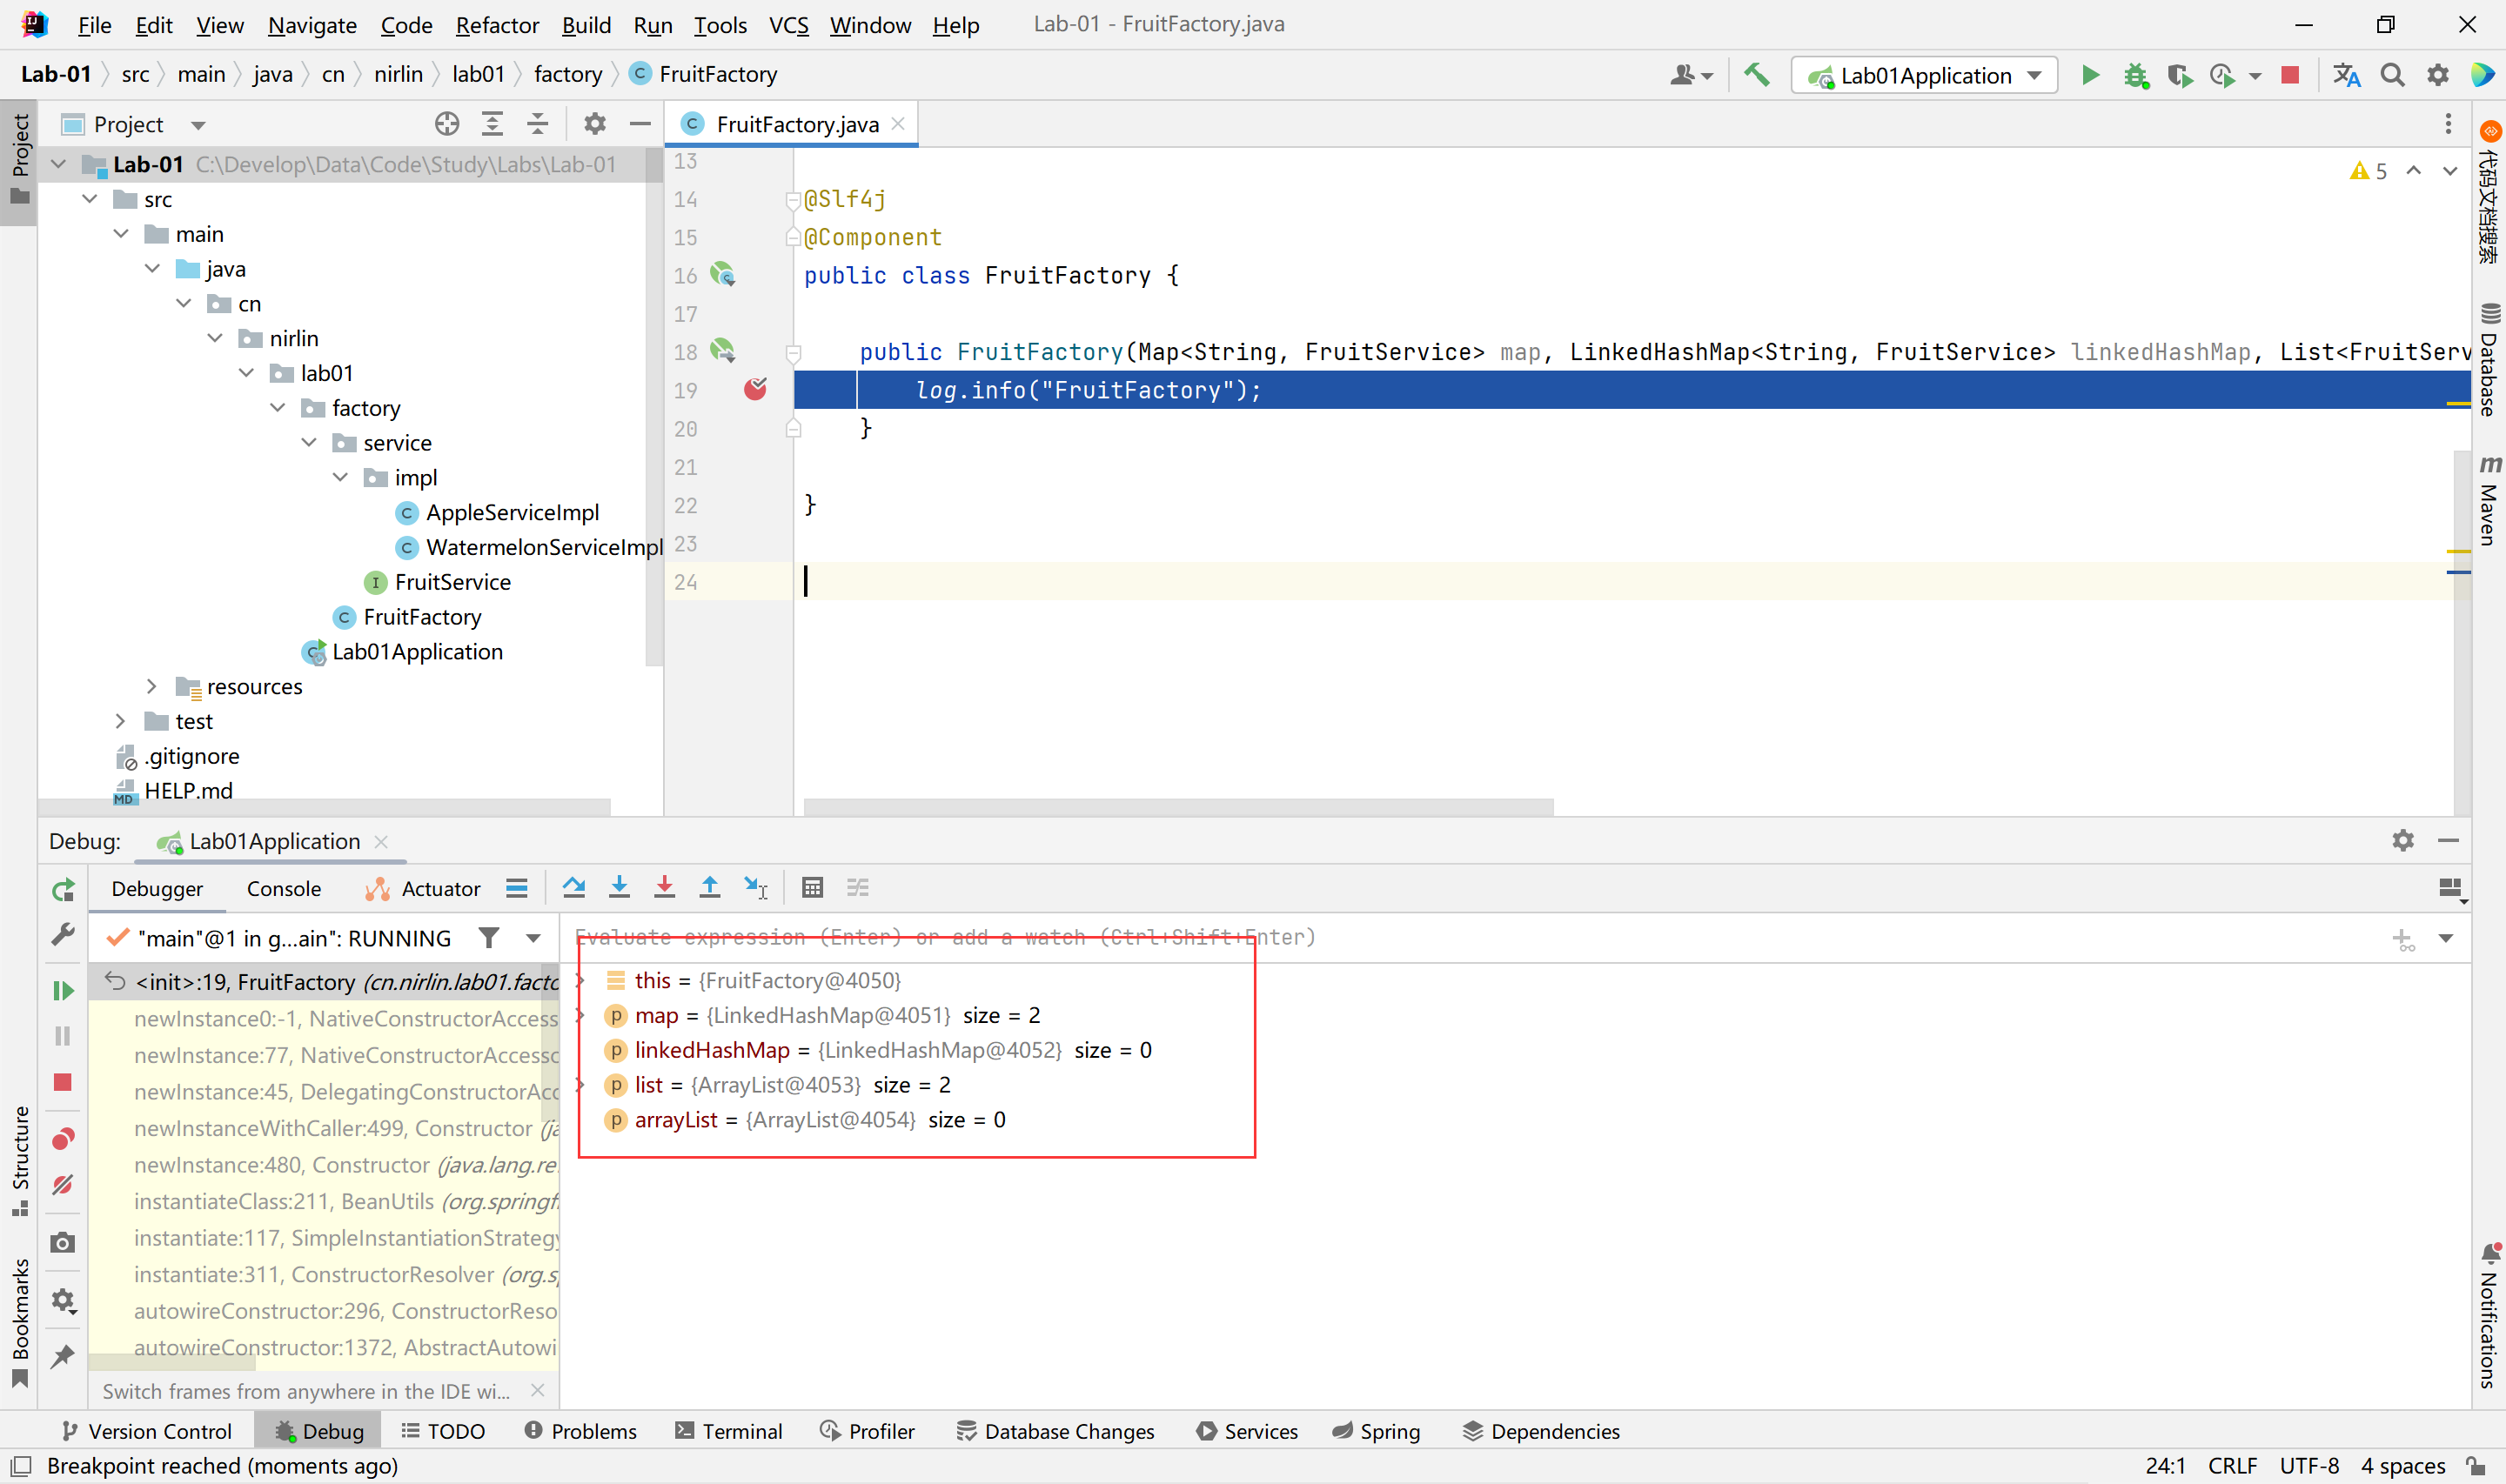 File Edit View Navigate Code Refactor Build Run Tools VCS Window Help Lab-01 - FruitFactory.java
Lab-01 src main java cn nirlin lab01 factory FruitFactory
Lab01Application
Project
Project
FruitFactory.java
Lab-01 C:\Develop\Data\Code\Study\Labs\Lab-01
src
main
java
cn
nirlin
lab01
factory
service
impl
AppleServiceImpl
WatermelonServiceImpl
FruitService
FruitFactory
Lab01Application
resources
test
.gitignore
HELP.md
13
14 @Slf4j
15 @Component
16 public class FruitFactory {
17
18 public FruitFactory(Map<String, FruitService> map, LinkedHashMap<String, FruitService> linkedHashMap, List<FruitServ
19 log.info("FruitFactory");
20 }
21
22 }
23
24
5
代码文档搜索
Database
Maven
Notifications
Structure
Bookmarks
Debug: Lab01Application
Debugger Console Actuator
"main"@1 in g...ain": RUNNING
Evaluate expression (Enter) or add a watch (Ctrl+Shift+Enter)
<init>:19, FruitFactory (cn.nirlin.lab01.facto
newInstance0:-1, NativeConstructorAccess
newInstance:77, NativeConstructorAccesso
newInstance:45, DelegatingConstructorAcc
newInstanceWithCaller:499, Constructor (ja
newInstance:480, Constructor (java.lang.re
instantiateClass:211, BeanUtils (org.springf
instantiate:117, SimpleInstantiationStrategy
instantiate:311, ConstructorResolver (org.sp
autowireConstructor:296, ConstructorReso
autowireConstructor:1372, AbstractAutowi
Switch frames from anywhere in the IDE wi...
this = {FruitFactory@4050}
map = {LinkedHashMap@4051} size = 2
linkedHashMap = {LinkedHashMap@4052} size = 0
list = {ArrayList@4053} size = 2
arrayList = {ArrayList@4054} size = 0
Version Control Debug TODO Problems Terminal Profiler Database Changes Services Spring Dependencies
Breakpoint reached (moments ago) 24:1 CRLF UTF-8 4 spaces